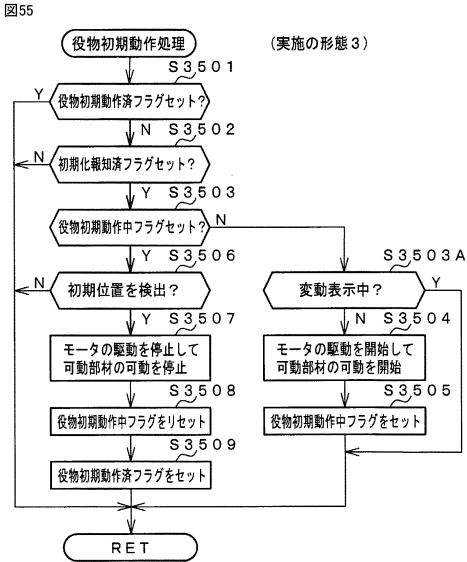 図55
役物初期動作処理
(実施の形態3)
S3501
役物初期動作済フラグセット?
Y
N
S3502
初期化報知済フラグセット?
N
Y
S3503
役物初期動作中フラグセット?
N
Y
S3506
初期位置を検出?
N
Y
S3503A
変動表示中?
Y
N
S3507
モータの駆動を停止して
可動部材の可動を停止
S3504
モータの駆動を開始して
可動部材の可動を開始
S3508
役物初期動作中フラグをリセット
S3505
役物初期動作中フラグをセット
S3509
役物初期動作済フラグをセット
RET